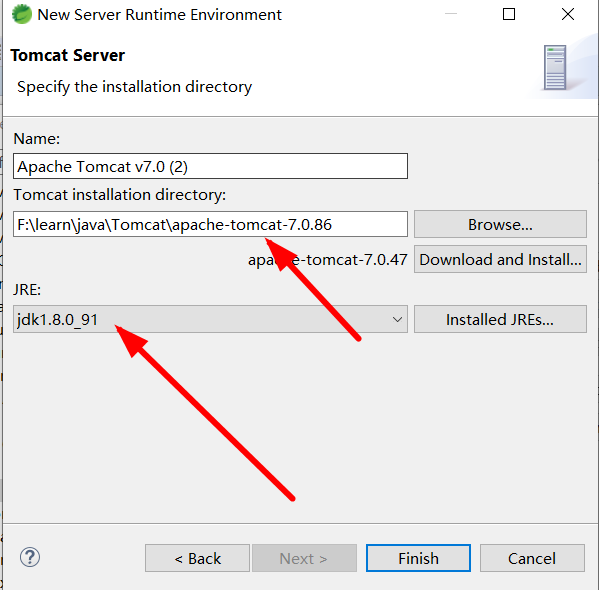 New Server Runtime Environment
Tomcat Server
Specify the installation directory
Name:
Apache Tomcat v7.0 (2)
Tomcat installation directory:
F:\learn\java\Tomcat\apache-tomcat-7.0.86
Browse...
apache-tomcat-7.0.47
Download and Install...
JRE:
jdk1.8.0_91
Installed JREs...
?
< Back
Next >
Finish
Cancel